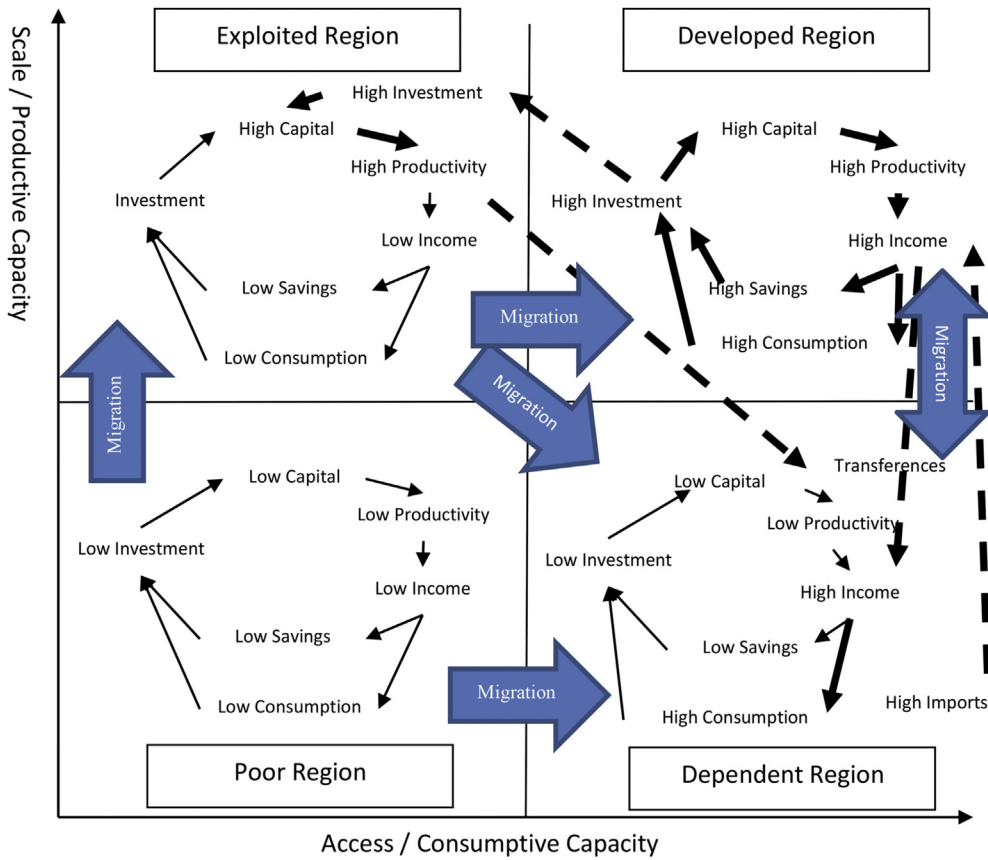 Scale / Productive Capacity
Exploited Region
High Investment
High Capital
High Productivity
Investment
Low Income
Low Savings
Low Consumption
Migration
Migration
Migration
Developed Region
High Capital
High Productivity
High Investment
High Income
High Savings
High Consumption
Migration
Low Capital
Low Productivity
Low Investment
Low Income
Low Savings
Low Consumption
Poor Region
Migration
Transferences
Low Capital
Low Productivity
Low Investment
High Income
Low Savings
High Imports
High Consumption
Dependent Region
Access / Consumptive Capacity